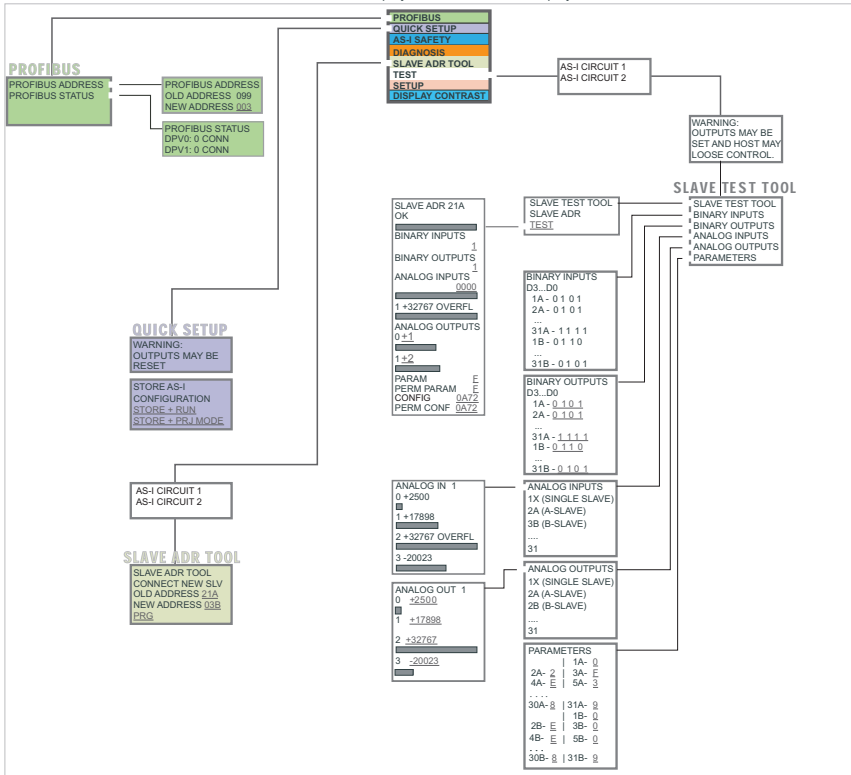 PROFIBUS
QUICK SETUP
AS-I SAFETY
DIAGNOSIS
SLAVE ADR TOOL
TEST
SETUP
DISPLAY CONTRAST
PROFIBUS
PROFIBUS ADDRESS
PROFIBUS STATUS
PROFIBUS ADDRESS
OLD ADDRESS 099
NEW ADDRESS 003
PROFIBUS STATUS
DPV0: 0 CONN
DPV1: 0 CONN
AS-I CIRCUIT 1
AS-I CIRCUIT 2
WARNING:
OUTPUTS MAY BE
SET AND HOST MAY
LOOSE CONTROL.
SLAVE TEST TOOL
SLAVE TEST TOOL
BINARY INPUTS
BINARY OUTPUTS
ANALOG INPUTS
ANALOG OUTPUTS
PARAMETERS
SLAVE TEST TOOL
SLAVE ADR
TEST
SLAVE ADR 21A
OK
BINARY INPUTS
1
BINARY OUTPUTS
1
ANALOG INPUTS
0000
1 +32767 OVERFL
ANALOG OUTPUTS
0 +1
1 +2
PARAM F
PERM PARAM F
CONFIG 0A72
PERM CONF 0A72
BINARY INPUTS
D3...D0
1A - 0 1 0 1
2A - 0 1 0 1
...
31A - 1 1 1 1
1B - 0 1 1 0
...
31B - 0 1 0 1
BINARY OUTPUTS
D3...D0
1A - 0 1 0 1
2A - 0 1 0 1
...
31A - 1 1 1 1
1B - 0 1 1 0
...
31B - 0 1 0 1
QUICK SETUP
WARNING:
OUTPUTS MAY BE
RESET
STORE AS-I
CONFIGURATION
STORE + RUN
STORE + PRJ MODE
AS-I CIRCUIT 1
AS-I CIRCUIT 2
SLAVE ADR TOOL
SLAVE ADR TOOL
CONNECT NEW SLV
OLD ADDRESS 21A
NEW ADDRESS 03B
PRG
ANALOG IN 1
0 +2500
1 +17898
2 +32767 OVERFL
3 -20023
ANALOG INPUTS
1X (SINGLE SLAVE)
2A (A-SLAVE)
3B (B-SLAVE)
....
31
ANALOG OUT 1
0 +2500
1 +17898
2 +32767
3 -20023
ANALOG OUTPUTS
1X (SINGLE SLAVE)
2A (A-SLAVE)
2B (B-SLAVE)
....
31
PARAMETERS
| 1A- 0
2A- 2 | 3A- F
4A- E | 5A- 3
. . . .
30A- 8 | 31A- 9
| 1B- 0
2B- E | 3B- 0
4B- E | 5B- 0
. . .
30B- 8 | 31B- 9